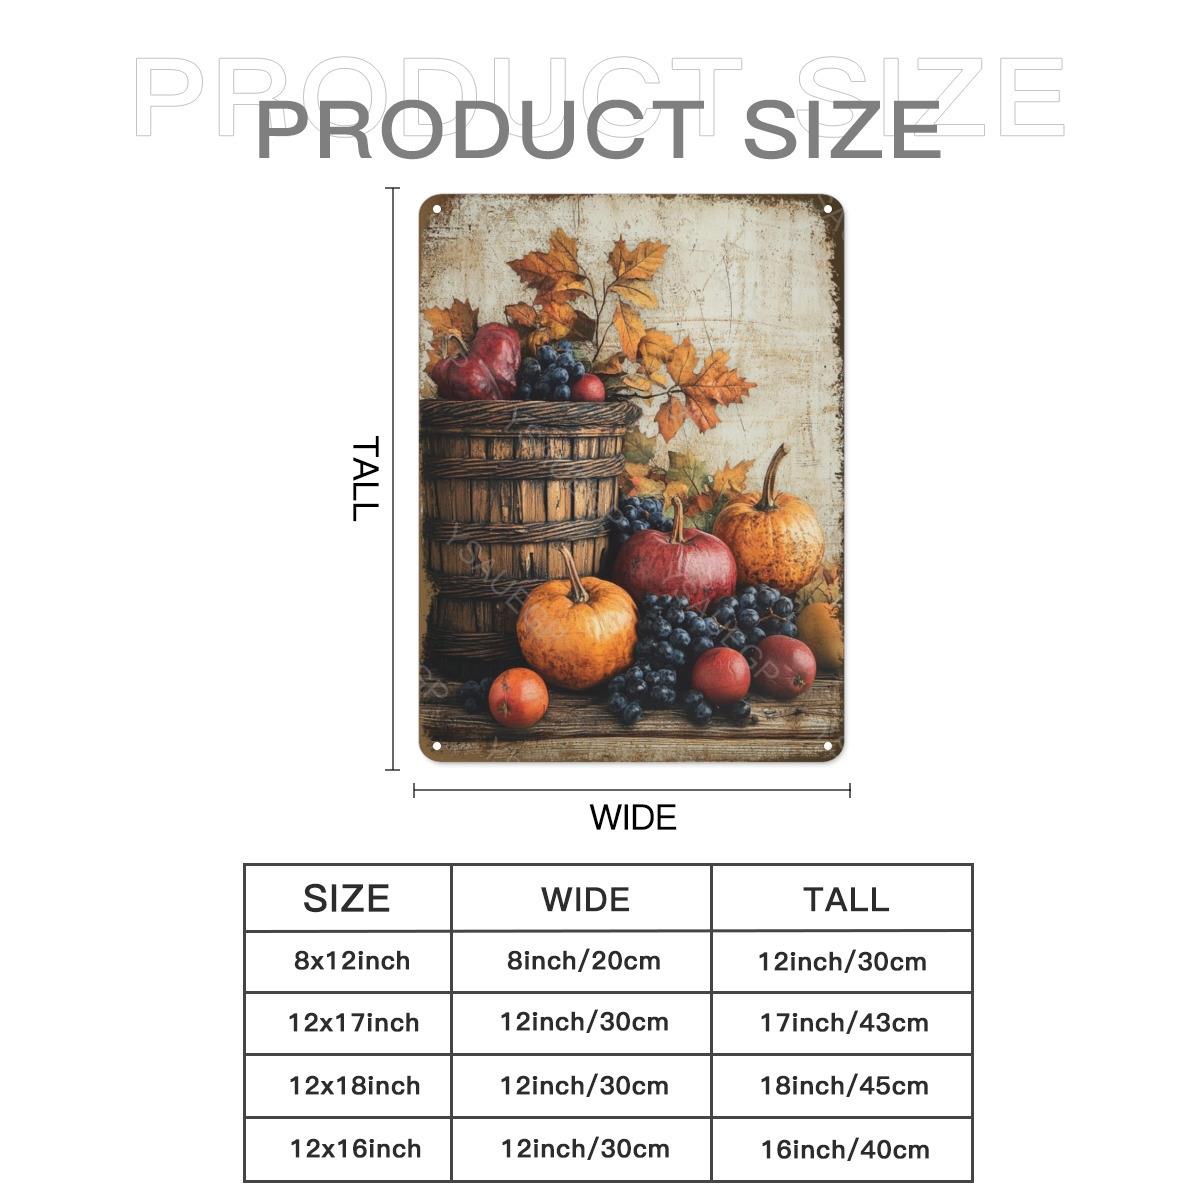 PRODUCT SIZE
PRODUCT SIZE
TALL
WIDE
SIZE WIDE TALL
8x12inch 8inch/20cm 12inch/30cm
12x17inch 12inch/30cm 17inch/43cm
12x18inch 12inch/30cm 18inch/45cm
12x16inch 12inch/30cm 16inch/40cm